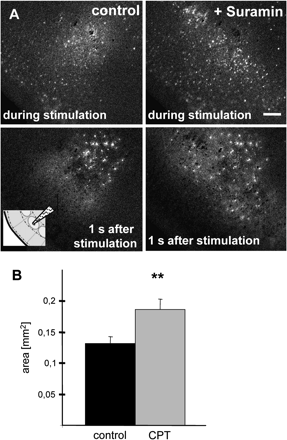 A
control
+ Suramin
during stimulation
during stimulation
1 s after
stimulation
1 s after stimulation
B
**
area [mm²]
0,2
0,15
0,1
0,05
control
CPT